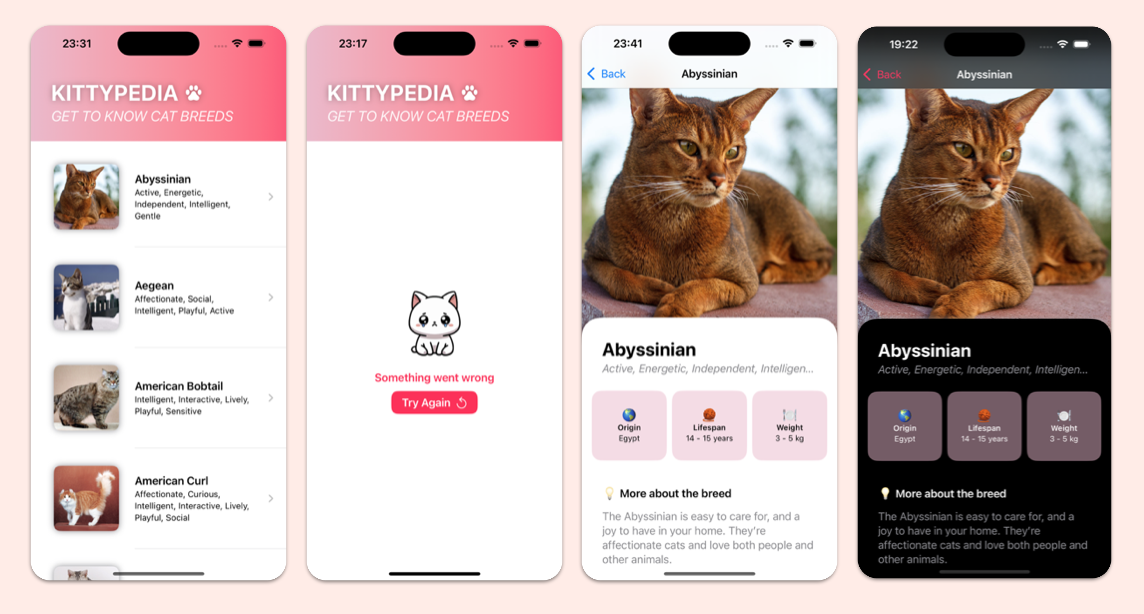 23:31
KITTYPEDIA
GET TO KNOW CAT BREEDS
Abyssinian
Active, Energetic,
Independent, Intelligent,
Gentle
Aegean
Affectionate, Social,
Intelligent, Playful, Active
American Bobtail
Intelligent, Interactive, Lively,
Playful, Sensitive
American Curl
Affectionate, Curious,
Intelligent, Interactive, Lively,
Playful, Social
23:17
KITTYPEDIA
GET TO KNOW CAT BREEDS
Something went wrong
Try Again
23:41
Back
Abyssinian
Abyssinian
Active, Energetic, Independent, Intelligen...
Origin
Egypt
Lifespan
14 - 15 years
Weight
3 - 5 kg
More about the breed
The Abyssinian is easy to care for, and a
joy to have in your home. They're
affectionate cats and love both people and
other animals.
19:22
Back
Abyssinian
Abyssinian
Active, Energetic, Independent, Intelligen...
Origin
Egypt
Lifespan
14 - 15 years
Weight
3 - 5 kg
More about the breed
The Abyssinian is easy to care for, and a
joy to have in your home. They're
affectionate cats and love both people and
other animals.